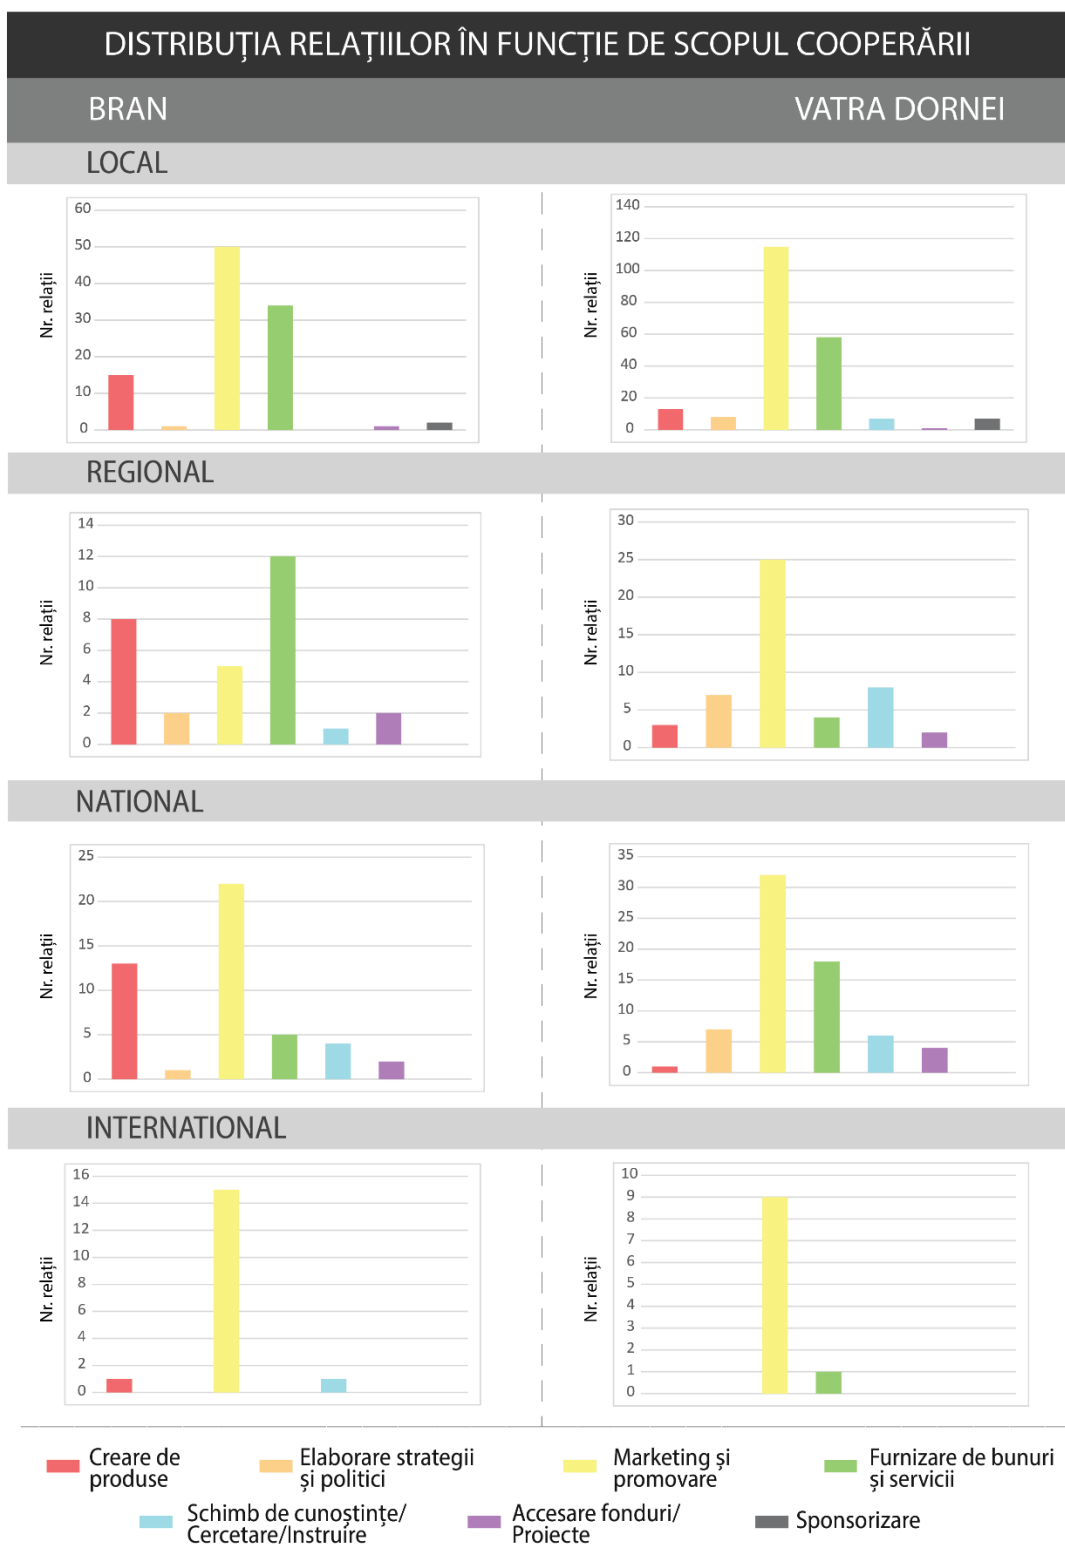 DISTRIBUȚIA RELAȚIILOR ÎN FUNCȚIE DE SCOPUL COOPERĂRII
BRAN
VATRA DORNEI
LOCAL
60
50
40
30
20
10
0
Nr. relații
140
120
100
80
60
40
20
0
Nr. relații
REGIONAL
14
12
10
8
6
4
2
0
Nr. relații
30
25
20
15
10
5
0
Nr. relații
NATIONAL
25
20
15
10
5
0
Nr. relații
35
30
25
20
15
10
5
0
Nr. relații
INTERNATIONAL
16
14
12
10
8
6
4
2
0
Nr. relații
10
9
8
7
6
5
4
3
2
1
0
Nr. relații
Creare de
produse
Elaborare strategii
și politici
Marketing și
promovare
Furnizare de bunuri
și servicii
Schimb de cunoștințe/
Cercetare/Instruire
Accesare fonduri/
Proiecte
Sponsorizare